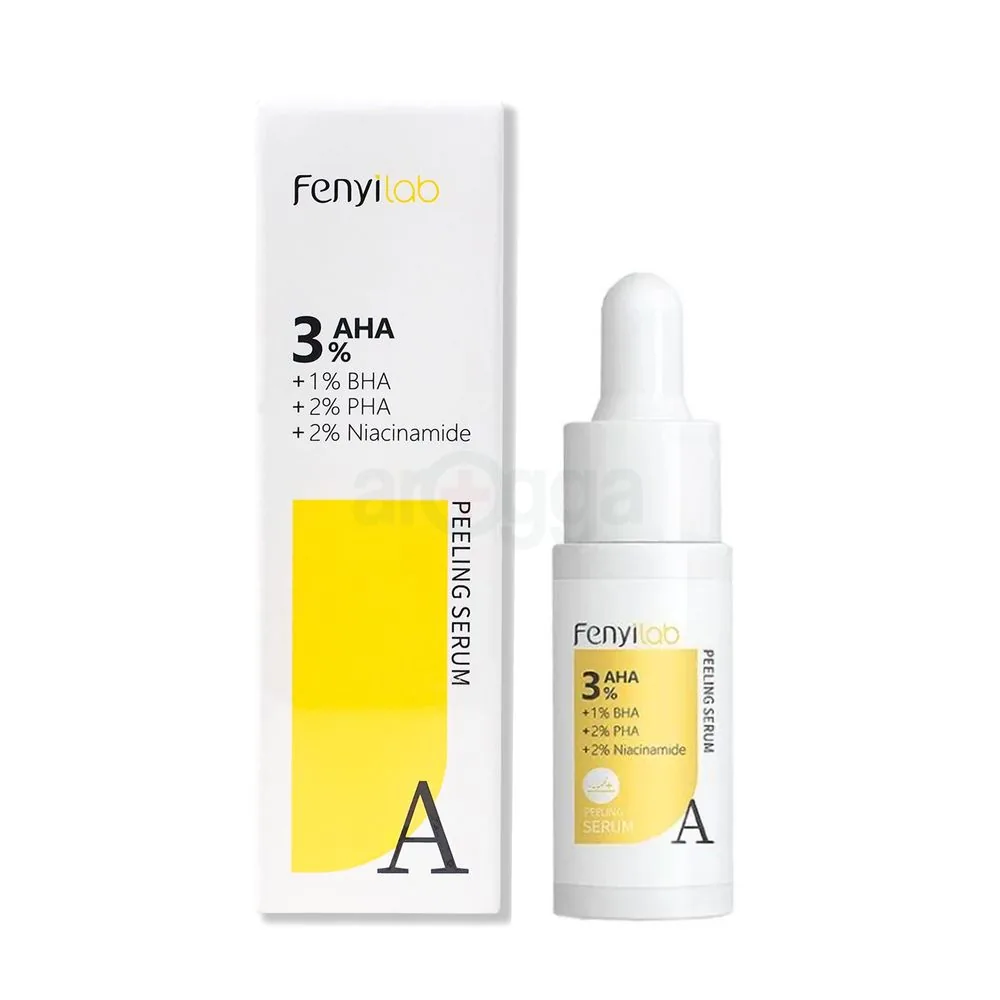 Fenyilab
3% AHA
+1% BHA
+2% PHA
+2% Niacinamide
PEELING SERUM
A
arogga
Fenyilab
3% AHA
+1% BHA
+2% PHA
+2% Niacinamide
PEELING SERUM
PEELING
SERUM
A